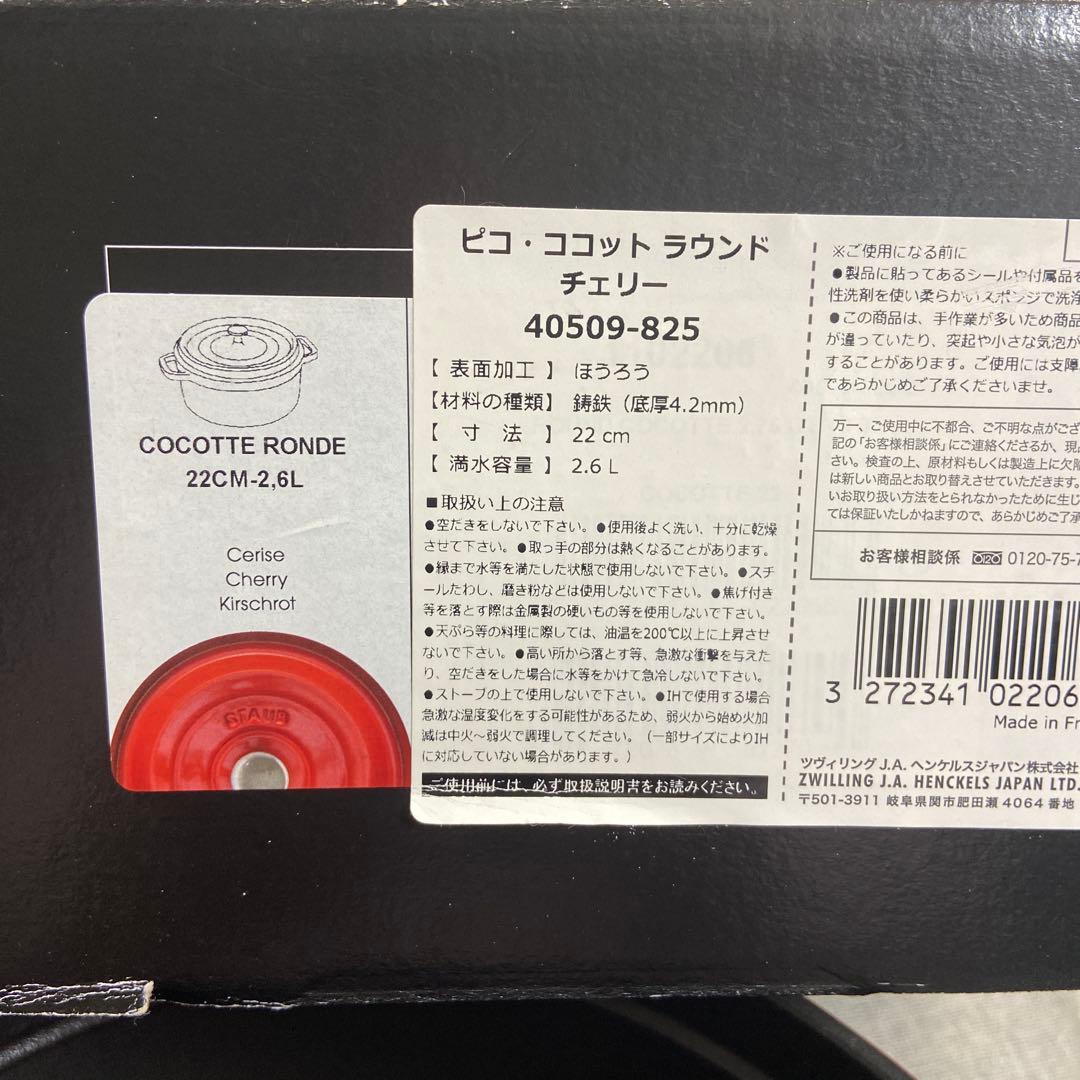 COCOTTE RONDE
22CM-2,6L
Cerise
Cherry
Kirschrot
STAUB
ピコ・ココット ラウンド
チェリー
40509-825
【 表面加工 】 ほうろう
【材料の種類】 鋳鉄（底厚4.2mm）
【 寸 法 】 22 cm
【 満水容量 】 2.6 L
■取扱い上の注意
●空だきをしないで下さい。●使用後よく洗い、十分に乾燥
させて下さい。●取っ手の部分は熱くなることがあります。
●縁まで水等を満たした状態で使用しないで下さい。●スチ
ールたわし、磨き粉などは使用しないで下さい。●焦げ付き
等を落とす際は金属製の硬いもの等を使用しないで下さい。
●天ぷら等の料理に際しては、油温を200℃以上に上昇させ
ないで下さい。●高い所から落とす等、急激な衝撃を与えた
り、空だきをした場合に水等をかけて急冷しないで下さい。
●ストーブの上で使用しないで下さい。●IHで使用する場合
急激な温度変化をする可能性があるため、弱火から始め火加
減は中火～弱火で調理してください。（一部サイズによりIH
に対応していない場合があります。）
ご使用前には、必ず取扱説明書をお読みください。
※ご使用になる前に
●製品に貼ってあるシールや付属品を
性洗剤を使い柔らかいスポンジで洗浄
●この商品は、手作業が多いため商品
が違っていたり、突起や小さな気泡が
することがあります。ご使用には支障
であらかじめご了承くださいませ。
万一、ご使用中に不都合、ご不明な点がござ
記の「お客様相談係」にご連絡くださるか、現
さい。検査の上、原材料もしくは製造上に欠陥
は新しい商品とお取り替えさせていただきます。
いお取り扱い方法をとられなかったために生じ
ては保証いたしかねますので、あらかじめご了承
お客様相談係 0120-75-7
3 272341 02206
Made in Fr
ツヴィリング J.A. ヘンケルスジャパン株式会社
ZWILLING J.A. HENCKELS JAPAN LTD.
〒501-3911 岐阜県関市肥田瀬 4064 番地